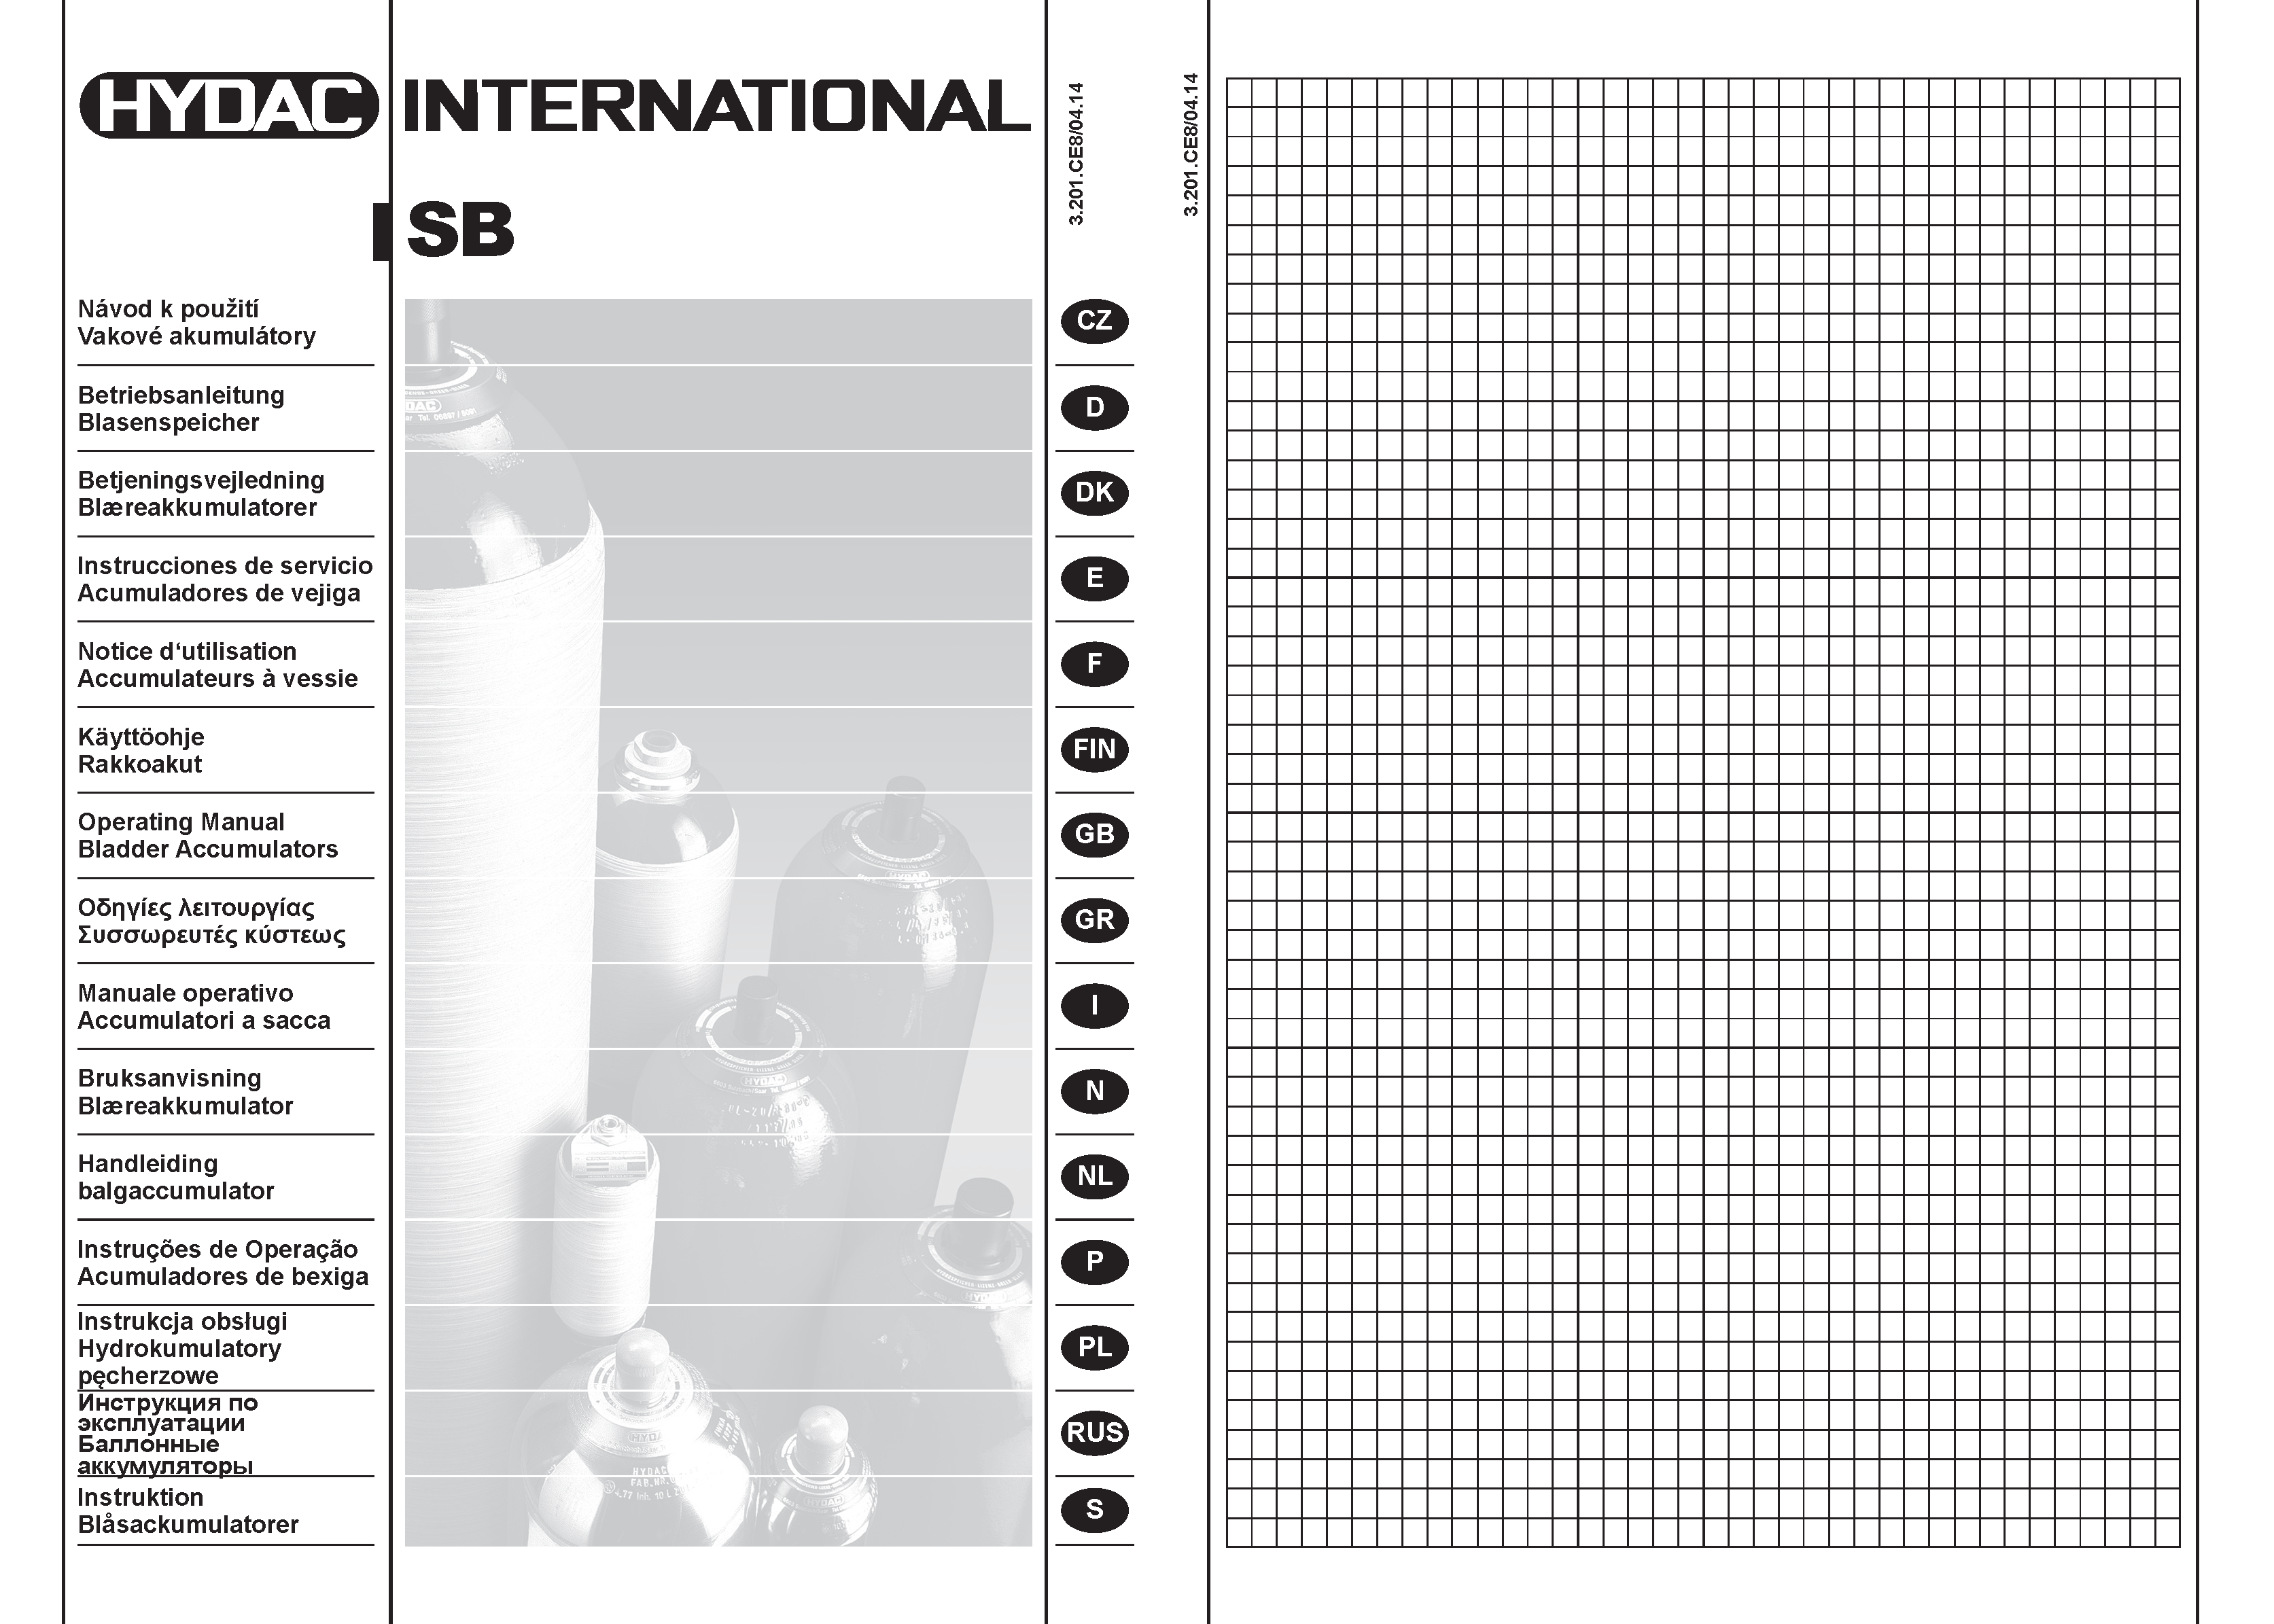 HYDAC INTERNATIONAL
SB
3.201.CE8/04.14
3.201.CE8/04.14
Návod k použití
Vakové akumulátory
CZ
Betriebsanleitung
Blasenspeicher
D
Betjeningsvejledning
Blæreakkumulatorer
DK
Instrucciones de servicio
Acumuladores de vejiga
E
Notice d‘utilisation
Accumulateurs à vessie
F
Käyttöohje
Rakkoakut
FIN
Operating Manual
Bladder Accumulators
GB
Οδηγίες λειτουργίας
Συσσωρευτές κύστεως
GR
Manuale operativo
Accumulatori a sacca
I
Bruksanvisning
Blæreakkumulator
N
Handleiding
balgaccumulator
NL
Instruções de Operação
Acumuladores de bexiga
P
Instrukcja obsługi
Hydrokumulatory
pęcherzowe
PL
Инструкция по
эксплуатации
Баллонные
аккумуляторы
RUS
Instruktion
Blåsackumulatorer
S